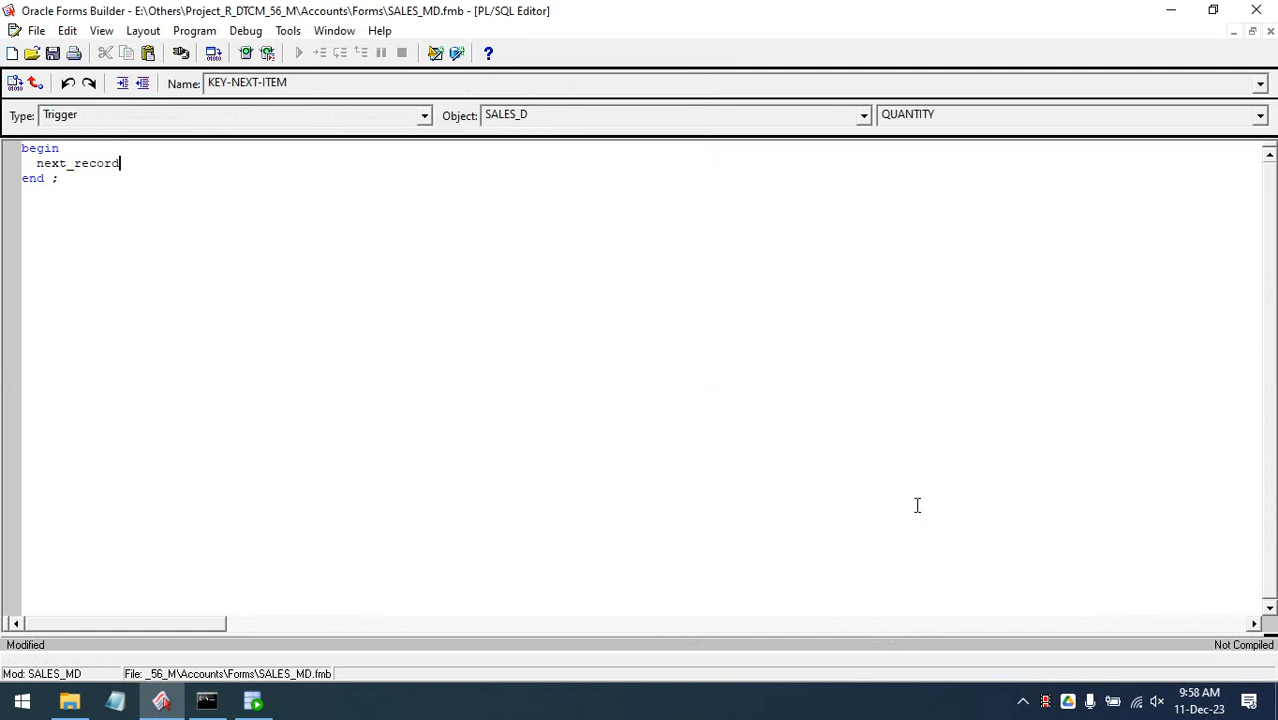 Oracle Forms Builder - E:\Others\Project_R_DTCM_56_M\Accounts\Forms\SALES_MD.fmb - [PL/SQL Editor]
File Edit View Layout Program Debug Tools Window Help
Name: KEY-NEXT-ITEM
Type: Trigger Object: SALES_D QUANTITY
begin
next_record
end ;
Modified Not Compiled
Mod: SALES_MD File: _56_M\Accounts\Forms\SALES_MD.fmb
9:58 AM
11-Dec-23